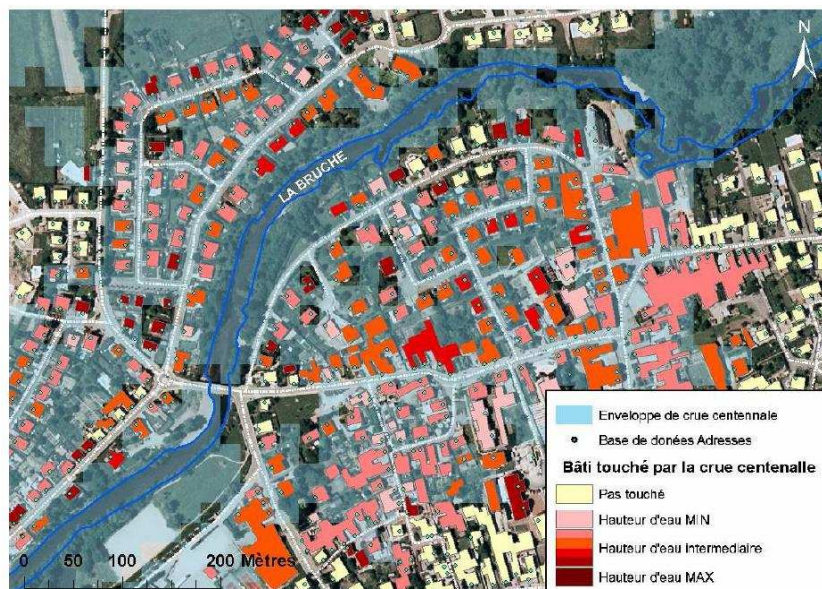 N
LA BRUCHE
Enveloppe de crue centennale
Base de donées Adresses
Bâti touché par la crue centenalle
Pas touché
Hauteur d'eau MIN
Hauteur d'eau intermediaire
Hauteur d'eau MAX
0 50 100 200 Mètres